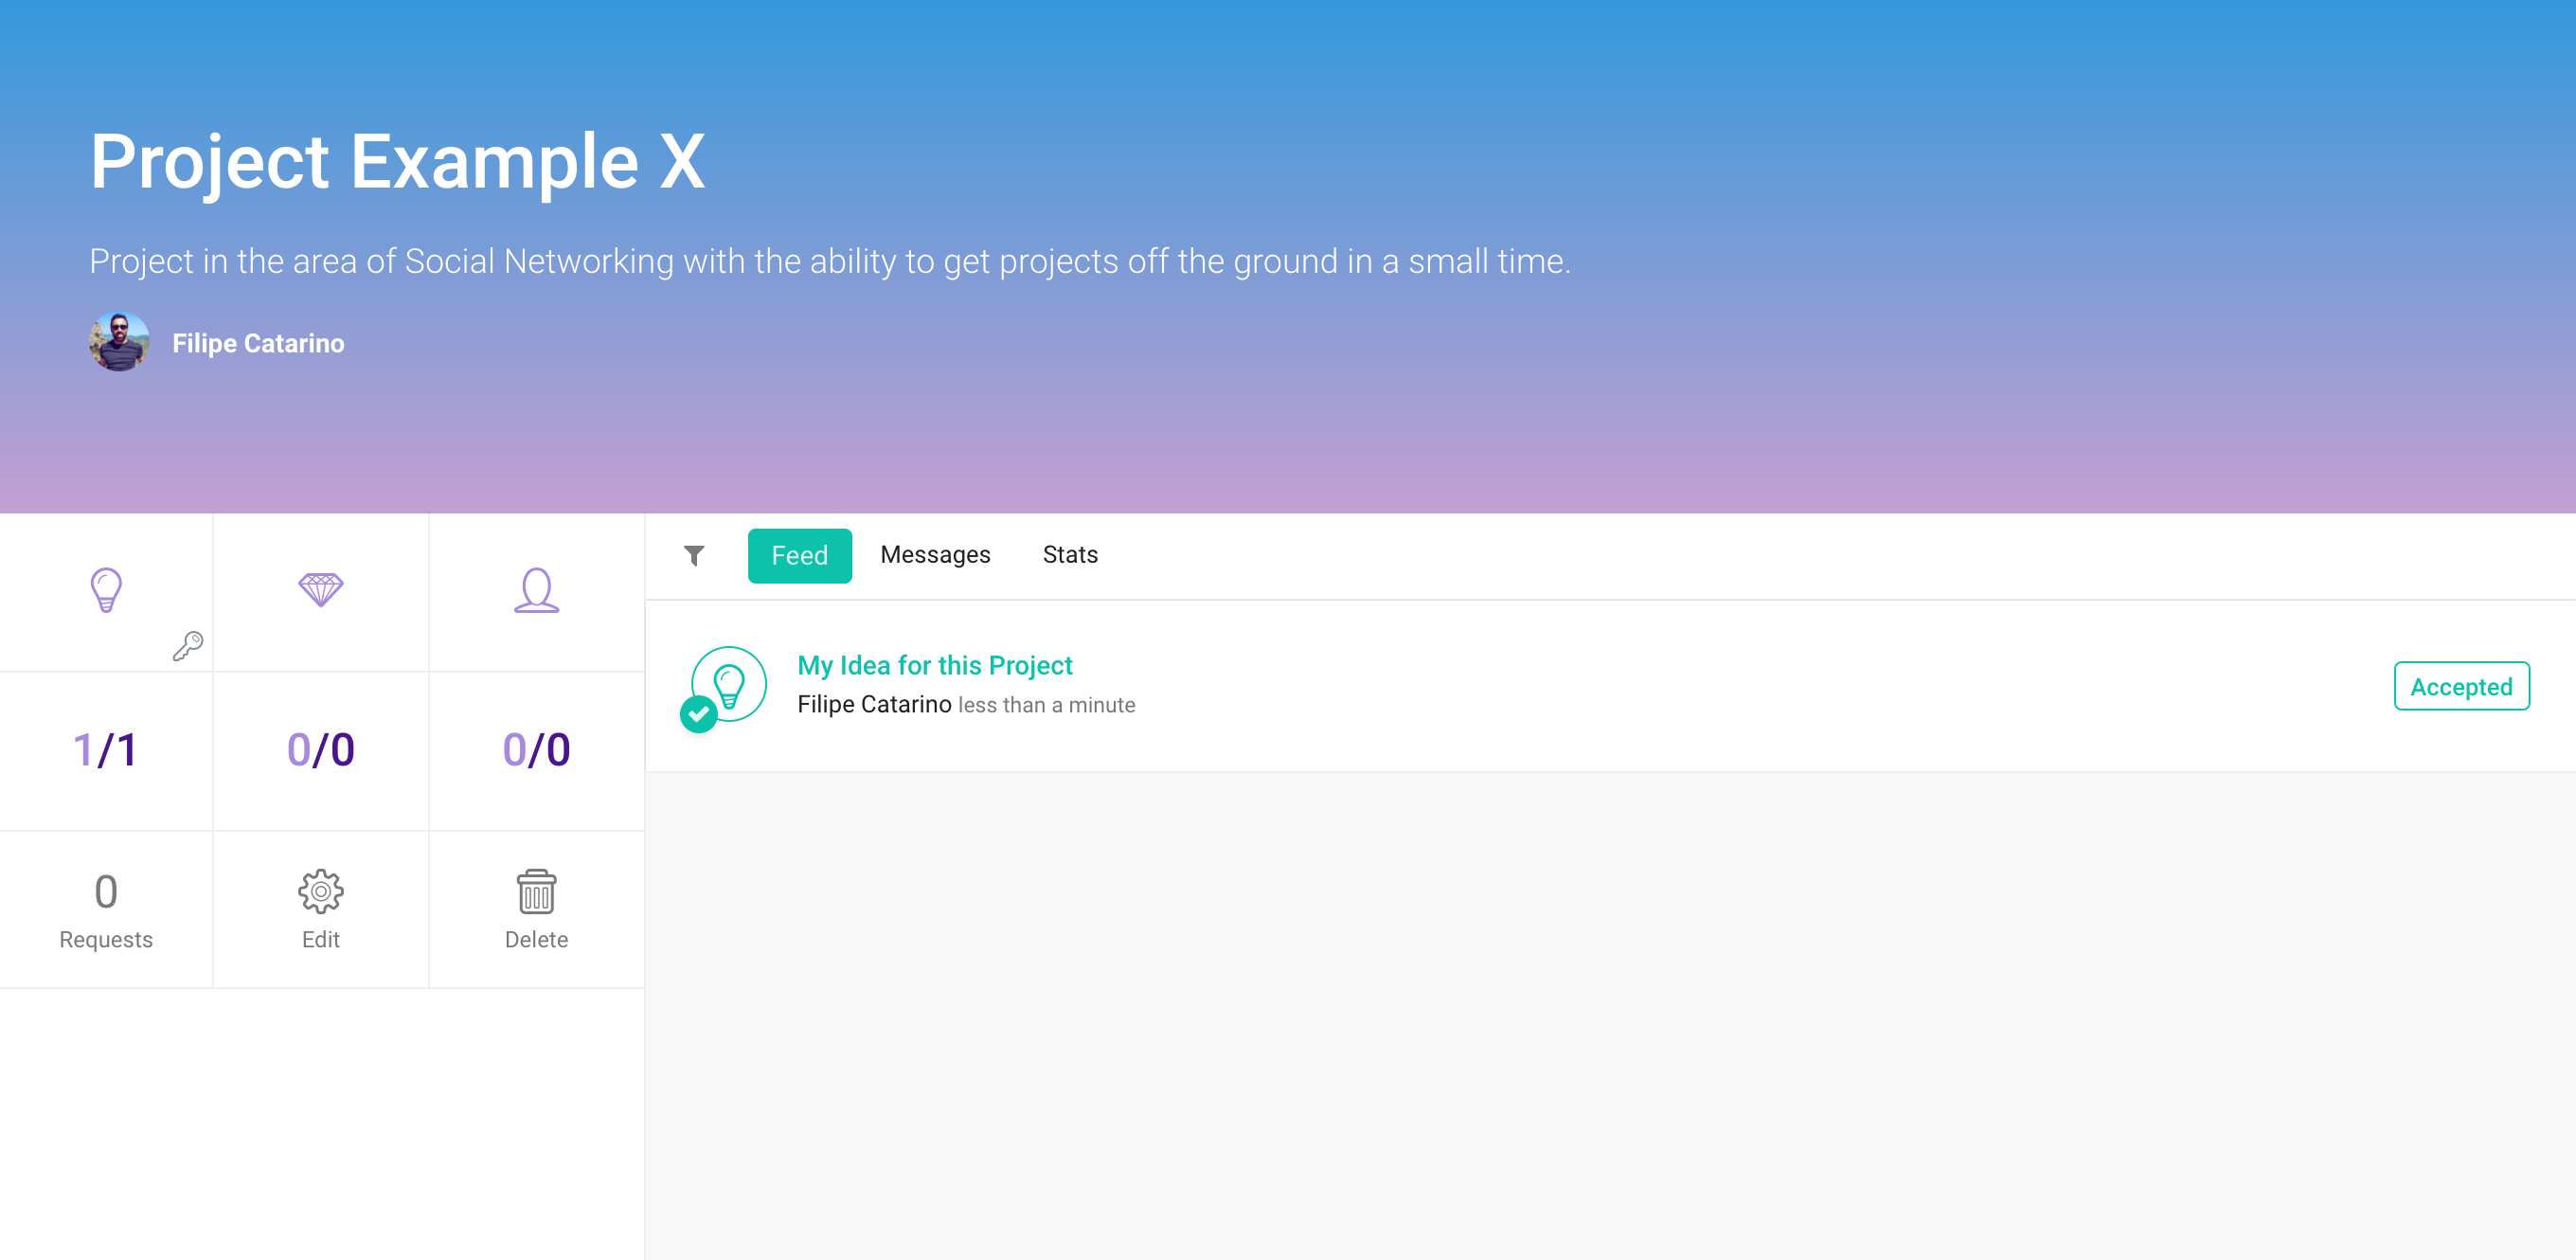 Project Example X
Project in the area of Social Networking with the ability to get projects off the ground in a small time.
Filipe Catarino
Feed Messages Stats
My Idea for this Project
Filipe Catarino less than a minute
Accepted
1/1 0/0 0/0
0
Requests Edit Delete